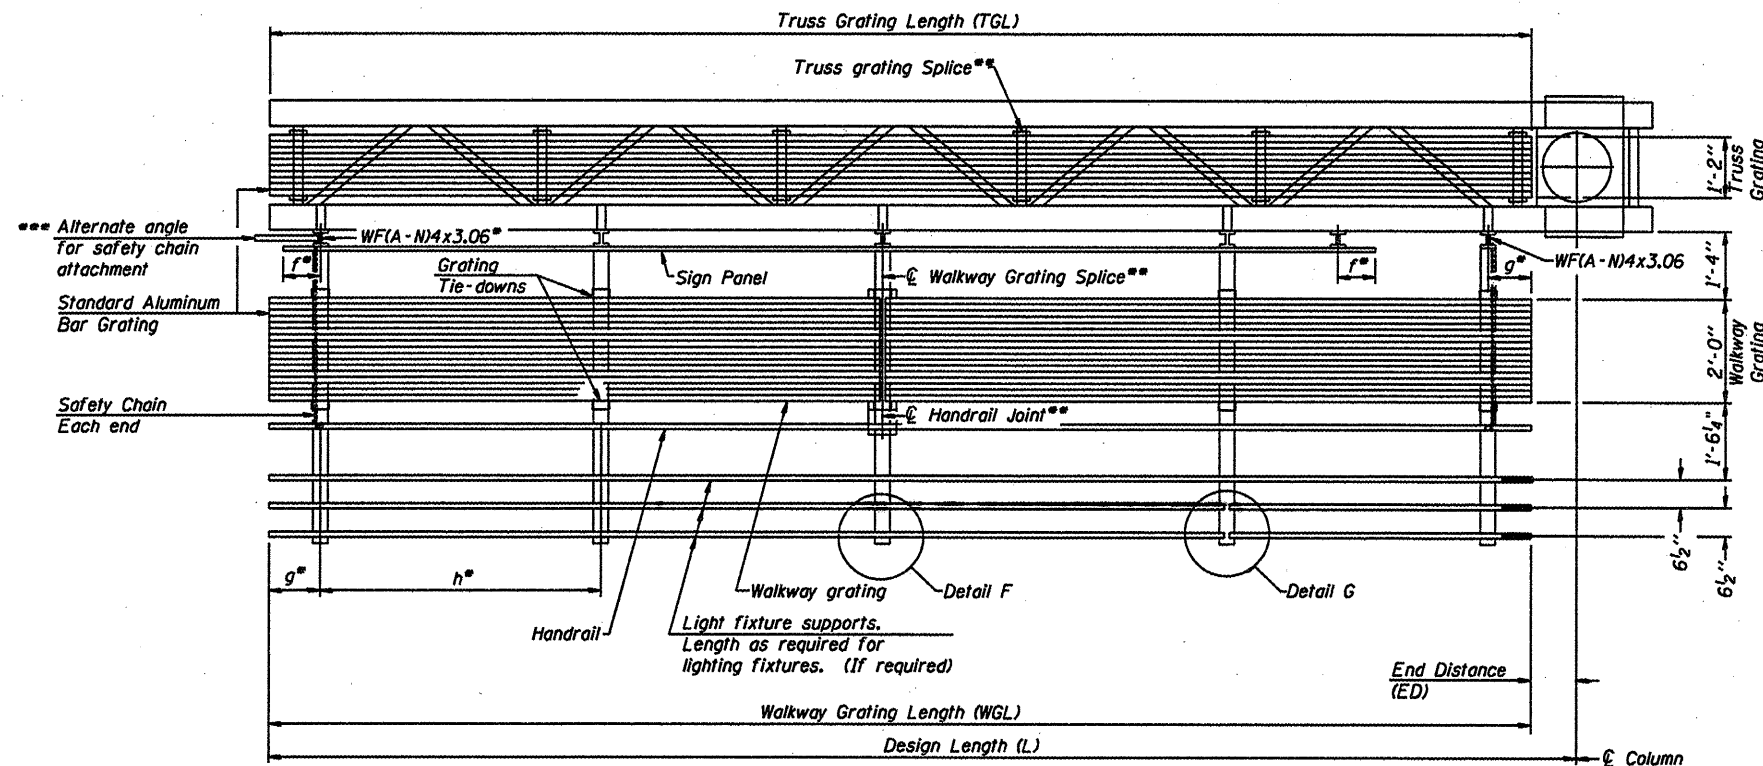 Truss Grating Length (TGL)
Truss grating Splice**
1'-2"
Truss
Grating
*** Alternate angle
for safety chain
attachment
WF(A-N)4x3.06*
f*
Grating
Tie-downs
Sign Panel
℄ Walkway Grating Splice**
f*
g*
WF(A-N)4x3.06
1'-4"
Standard Aluminum
Bar Grating
2'-0"
Walkway
Grating
Safety Chain
Each end
℄ Handrail Joint**
1'-6¼"
6½"
6½"
g*
h*
Walkway grating
Detail F
Detail G
Handrail
Light fixture supports.
Length as required for
lighting fixtures. (If required)
End Distance
(ED)
Walkway Grating Length (WGL)
Design Length (L)
℄ Column